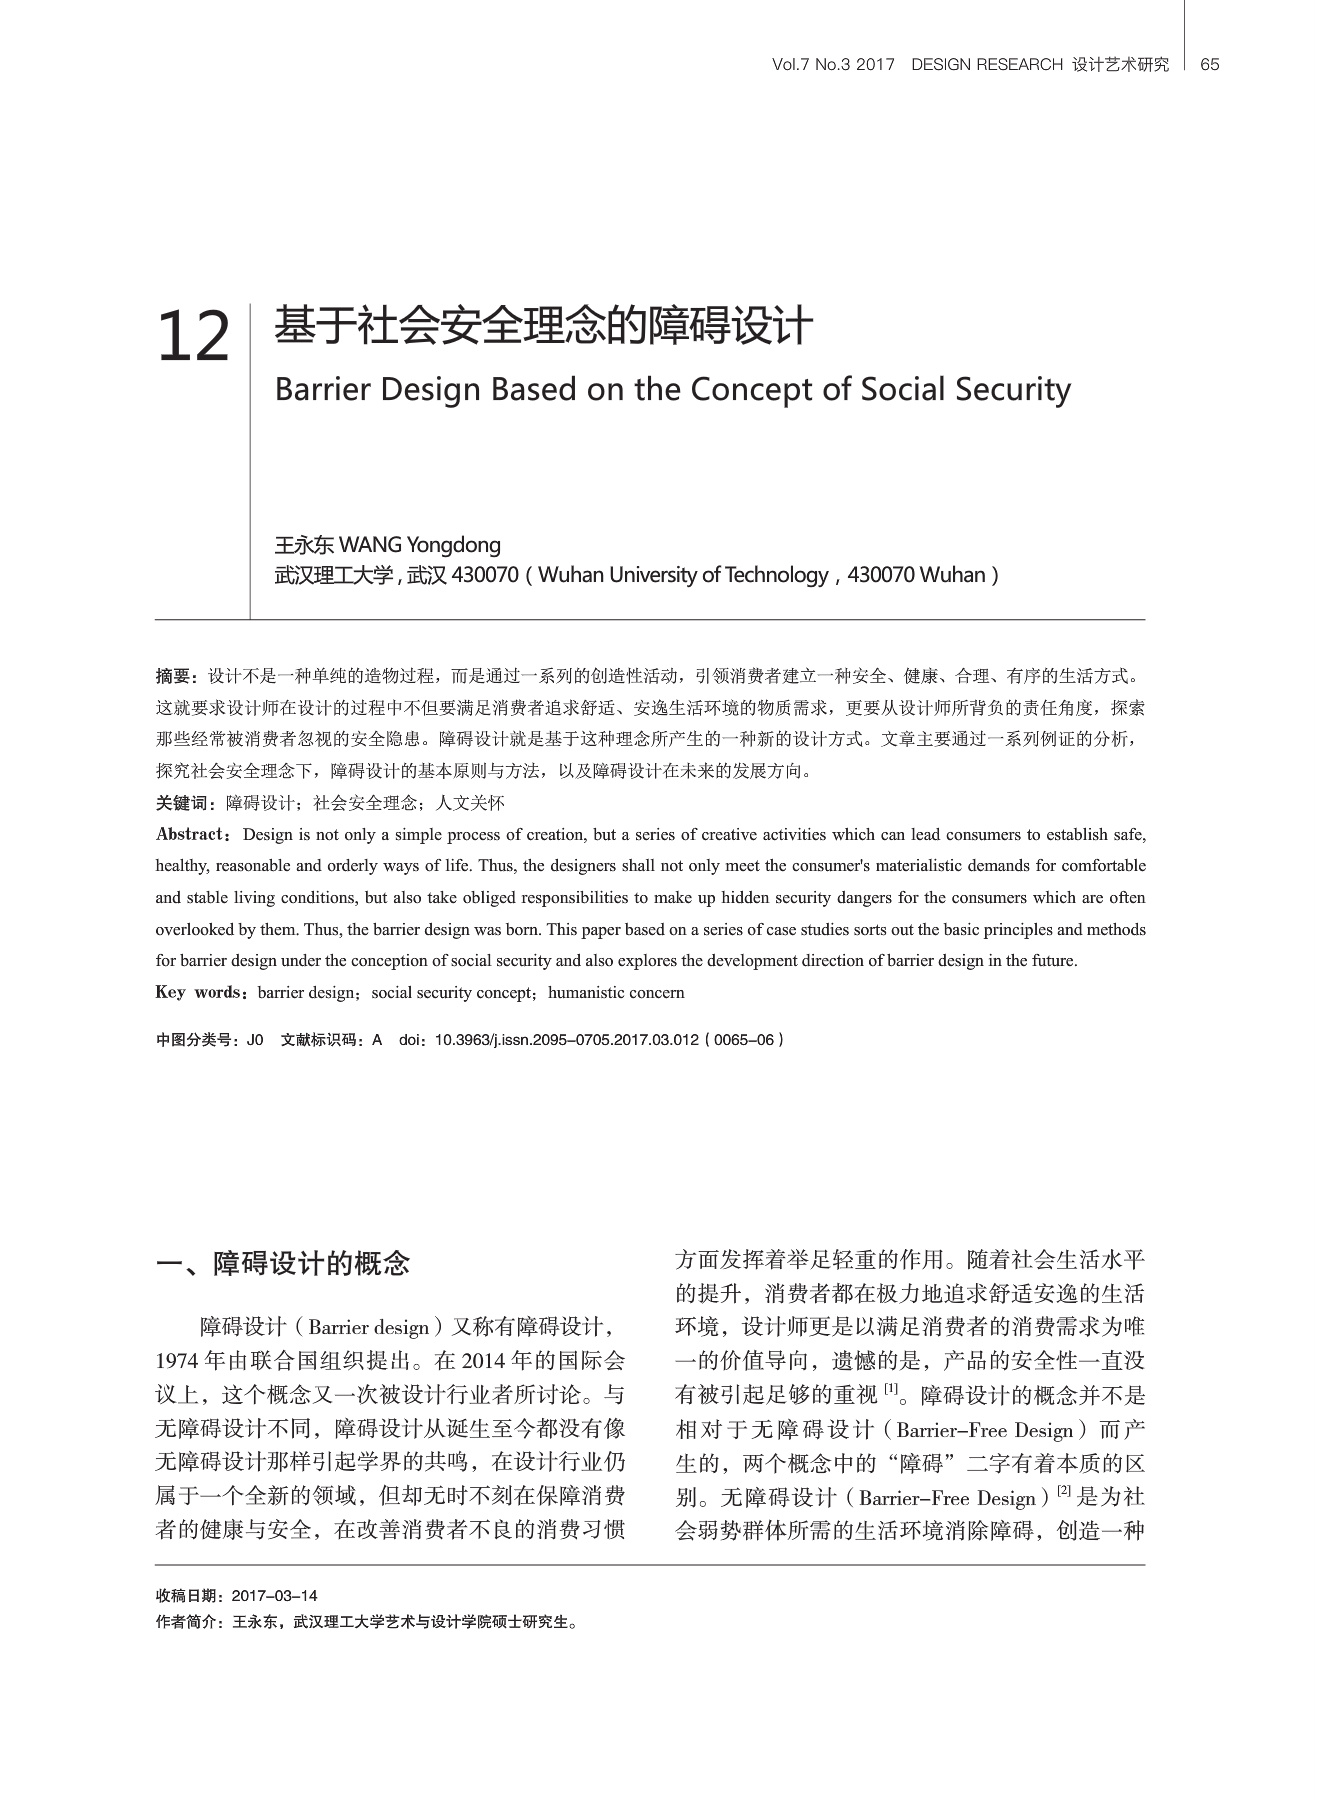 Vol.7 No.3 2017 DESIGN RESEARCH 设计艺术研究 65
12
基于社会安全理念的障碍设计
Barrier Design Based on the Concept of Social Security
王永东 WANG Yongdong
武汉理工大学 , 武汉 430070（Wuhan University of Technology , 430070 Wuhan）
摘要：设计不是一种单纯的造物过程，而是通过一系列的创造性活动，引领消费者建立一种安全、健康、合理、有序的生活方式。
这就要求设计师在设计的过程中不但要满足消费者追求舒适、安逸生活环境的物质需求，更要从设计师所背负的责任角度，探索
那些经常被消费者忽视的安全隐患。障碍设计就是基于这种理念所产生的一种新的设计方式。文章主要通过一系列例证的分析，
探究社会安全理念下，障碍设计的基本原则与方法，以及障碍设计在未来的发展方向。
关键词：障碍设计；社会安全理念；人文关怀
Abstract：Design is not only a simple process of creation, but a series of creative activities which can lead consumers to establish safe,
healthy, reasonable and orderly ways of life. Thus, the designers shall not only meet the consumer's materialistic demands for comfortable
and stable living conditions, but also take obliged responsibilities to make up hidden security dangers for the consumers which are often
overlooked by them. Thus, the barrier design was born. This paper based on a series of case studies sorts out the basic principles and methods
for barrier design under the conception of social security and also explores the development direction of barrier design in the future.
Key words：barrier design；social security concept；humanistic concern
中图分类号：J0 文献标识码：A doi：10.3963/j.issn.2095-0705.2017.03.012（0065-06）
一、障碍设计的概念
障碍设计（Barrier design）又称有障碍设计，
1974 年由联合国组织提出。在 2014 年的国际会
议上，这个概念又一次被设计行业者所讨论。与
无障碍设计不同，障碍设计从诞生至今都没有像
无障碍设计那样引起学界的共鸣，在设计行业仍
属于一个全新的领域，但却无时不刻在保障消费
者的健康与安全，在改善消费者不良的消费习惯
方面发挥着举足轻重的作用。随着社会生活水平
的提升，消费者都在极力地追求舒适安逸的生活
环境，设计师更是以满足消费者的消费需求为唯
一的价值导向，遗憾的是，产品的安全性一直没
有被引起足够的重视 [1]。障碍设计的概念并不是
相对于无障碍设计（Barrier-Free Design）而产
生的，两个概念中的“障碍”二字有着本质的区
别。无障碍设计（Barrier-Free Design）[2] 是为社
会弱势群体所需的生活环境消除障碍，创造一种
收稿日期：2017-03-14
作者简介：王永东，武汉理工大学艺术与设计学院硕士研究生。